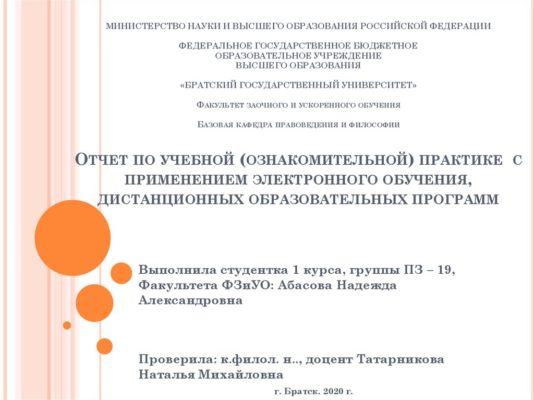 МИНИСТЕРСТВО НАУКИ И ВЫСШЕГО ОБРАЗОВАНИЯ РОССИЙСКОЙ ФЕДЕРАЦИИ
ФЕДЕРАЛЬНОЕ ГОСУДАРСТВЕННОЕ БЮДЖЕТНОЕ
ОБРАЗОВАТЕЛЬНОЕ УЧРЕЖДЕНИЕ
ВЫСШЕГО ОБРАЗОВАНИЯ
«БРАТСКИЙ ГОСУДАРСТВЕННЫЙ УНИВЕРСИТЕТ»
Факультет заочного и ускоренного обучения
Базовая кафедра правоведения и философии
Отчет по учебной (ознакомительной) практике с
применением электронного обучения,
дистанционных образовательных программ
Выполнила студентка 1 курса, группы ПЗ – 19,
Факультета ФЗиУО: Абасова Надежда
Александровна
Проверила: к.филол. н.., доцент Татарникова
Наталья Михайловна
г. Братск. 2020 г.